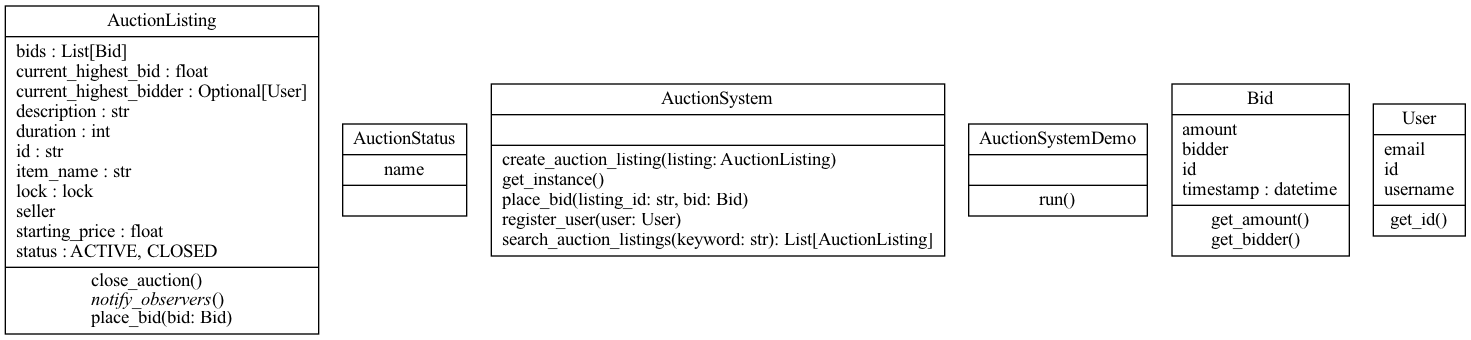 AuctionListing
bids : List[Bid]
current_highest_bid : float
current_highest_bidder : Optional[User]
description : str
duration : int
id : str
item_name : str
lock : lock
seller
starting_price : float
status : ACTIVE, CLOSED
close_auction()
notify_observers()
place_bid(bid: Bid)
AuctionStatus
name
AuctionSystem
create_auction_listing(listing: AuctionListing)
get_instance()
place_bid(listing_id: str, bid: Bid)
register_user(user: User)
search_auction_listings(keyword: str): List[AuctionListing]
AuctionSystemDemo
run()
Bid
amount
bidder
id
timestamp : datetime
get_amount()
get_bidder()
User
email
id
username
get_id()